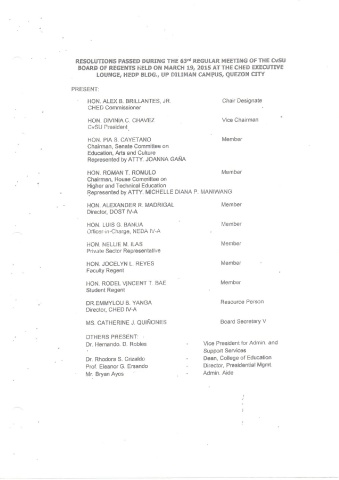 RESOLUTIONS PASSED DURING THE 63rd REGULAR MEETING OF THE CvSU
BOARD OF REGENTS HELD ON MARCH 19, 2015 AT THE CHED EXECUTIVE
LOUNGE, HEDP BLDG., UP DILIMAN CAMPUS, QUEZON CITY
PRESENT:
HON. ALEX B. BRILLANTES, JR. Chair Designate
CHED Commissioner
HON. DIVINIA C. CHAVEZ Vice Chairman
CvSU President
HON. PIA S. CAYETANO Member
Chairman, Senate Committee on
Education, Arts and Culture
Represented by ATTY. JOANNA GAÑA
HON. ROMAN T. ROMULO Member
Chairman, House Committee on
Higher and Technical Education
Represented by ATTY. MICHELLE DIANA P. MANIWANG
HON. ALEXANDER R. MADRIGAL Member
Director, DOST IV-A
HON. LUIS G. BANUA Member
Officer-in-Charge, NEDA IV-A
HON. NELLIE M. ILAS Member
Private Sector Representative
HON. JOCELYN L. REYES Member
Faculty Regent
HON. RODEL VINCENT T. BAE Member
Student Regent
DR. EMMYLOU B. YANGA Resource Person
Director, CHED IV-A
MS. CATHERINE J. QUIÑONES Board Secretary V
OTHERS PRESENT:
Dr. Hernando. D. Robles - Vice President for Admin. and
Support Services
Dr. Rhodora S. - Dean, College of Education
Prof. Eleanor G. - Director, Presidential Mgmt
Mr. Bryan Ayos - Admin. Aide